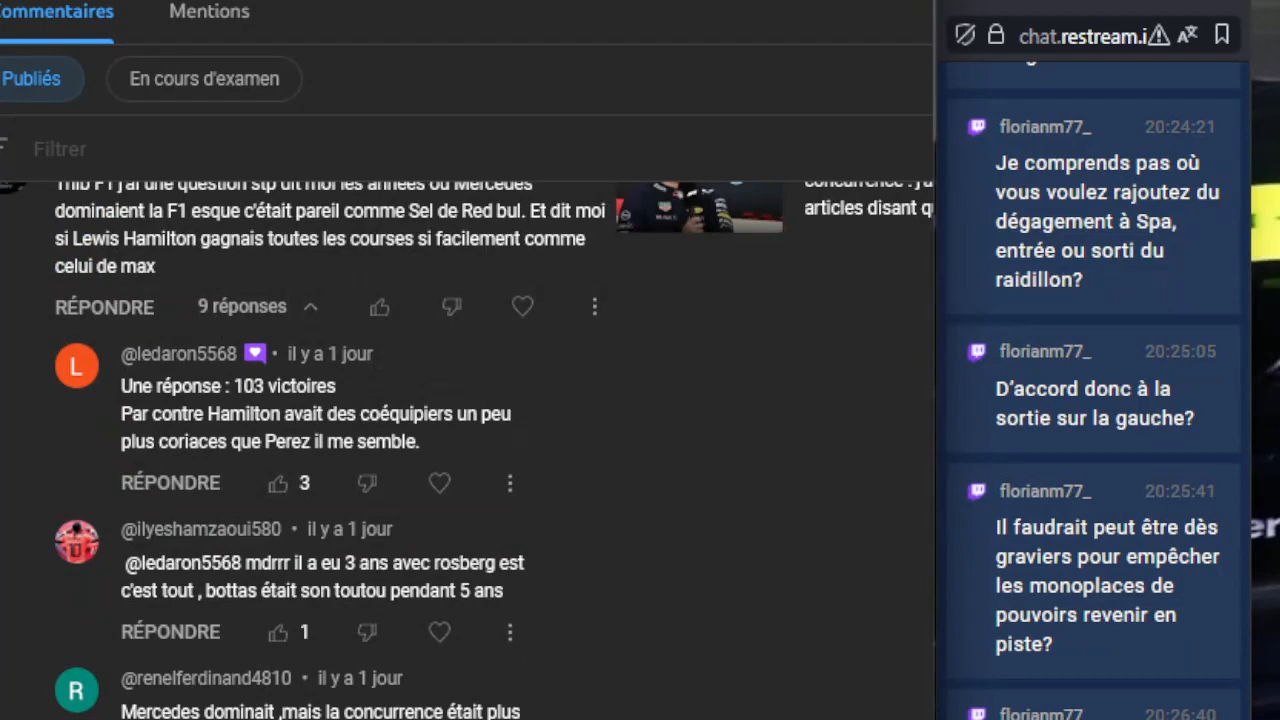 Commentaires
Mentions
Publiés
En cours d'examen
Filtrer
Thib F1 j'ai une question stp dit moi les années ou Mercedes
dominaient la F1 esque c'était pareil comme Sel de Red bul. Et dit moi
si Lewis Hamilton gagnais toutes les courses si facilement comme
celui de max
RÉPONDRE
9 réponses
articles disant q
@ledaron5568 • il y a 1 jour
Une réponse : 103 victoires
Par contre Hamilton avait des coéquipiers un peu
plus coriaces que Perez il me semble.
RÉPONDRE
3
@ilyeshamzaoui580 • il y a 1 jour
@ledaron5568 mdrrr il a eu 3 ans avec rosberg est
c'est tout , bottas était son toutou pendant 5 ans
RÉPONDRE
1
@renelferdinand4810 • il y a 1 jour
Mercedes dominait ,mais la concurrence était plus
L
R
chat.restream.i
florianm77_ 20:24:21
Je comprends pas où
vous voulez rajoutez du
dégagement à Spa,
entrée ou sorti du
raidillon?
florianm77_ 20:25:05
D'accord donc à la
sortie sur la gauche?
florianm77_ 20:25:41
Il faudrait peut être dès
graviers pour empêcher
les monoplaces de
pouvoirs revenir en
piste?
florianm77_ 20:26:40